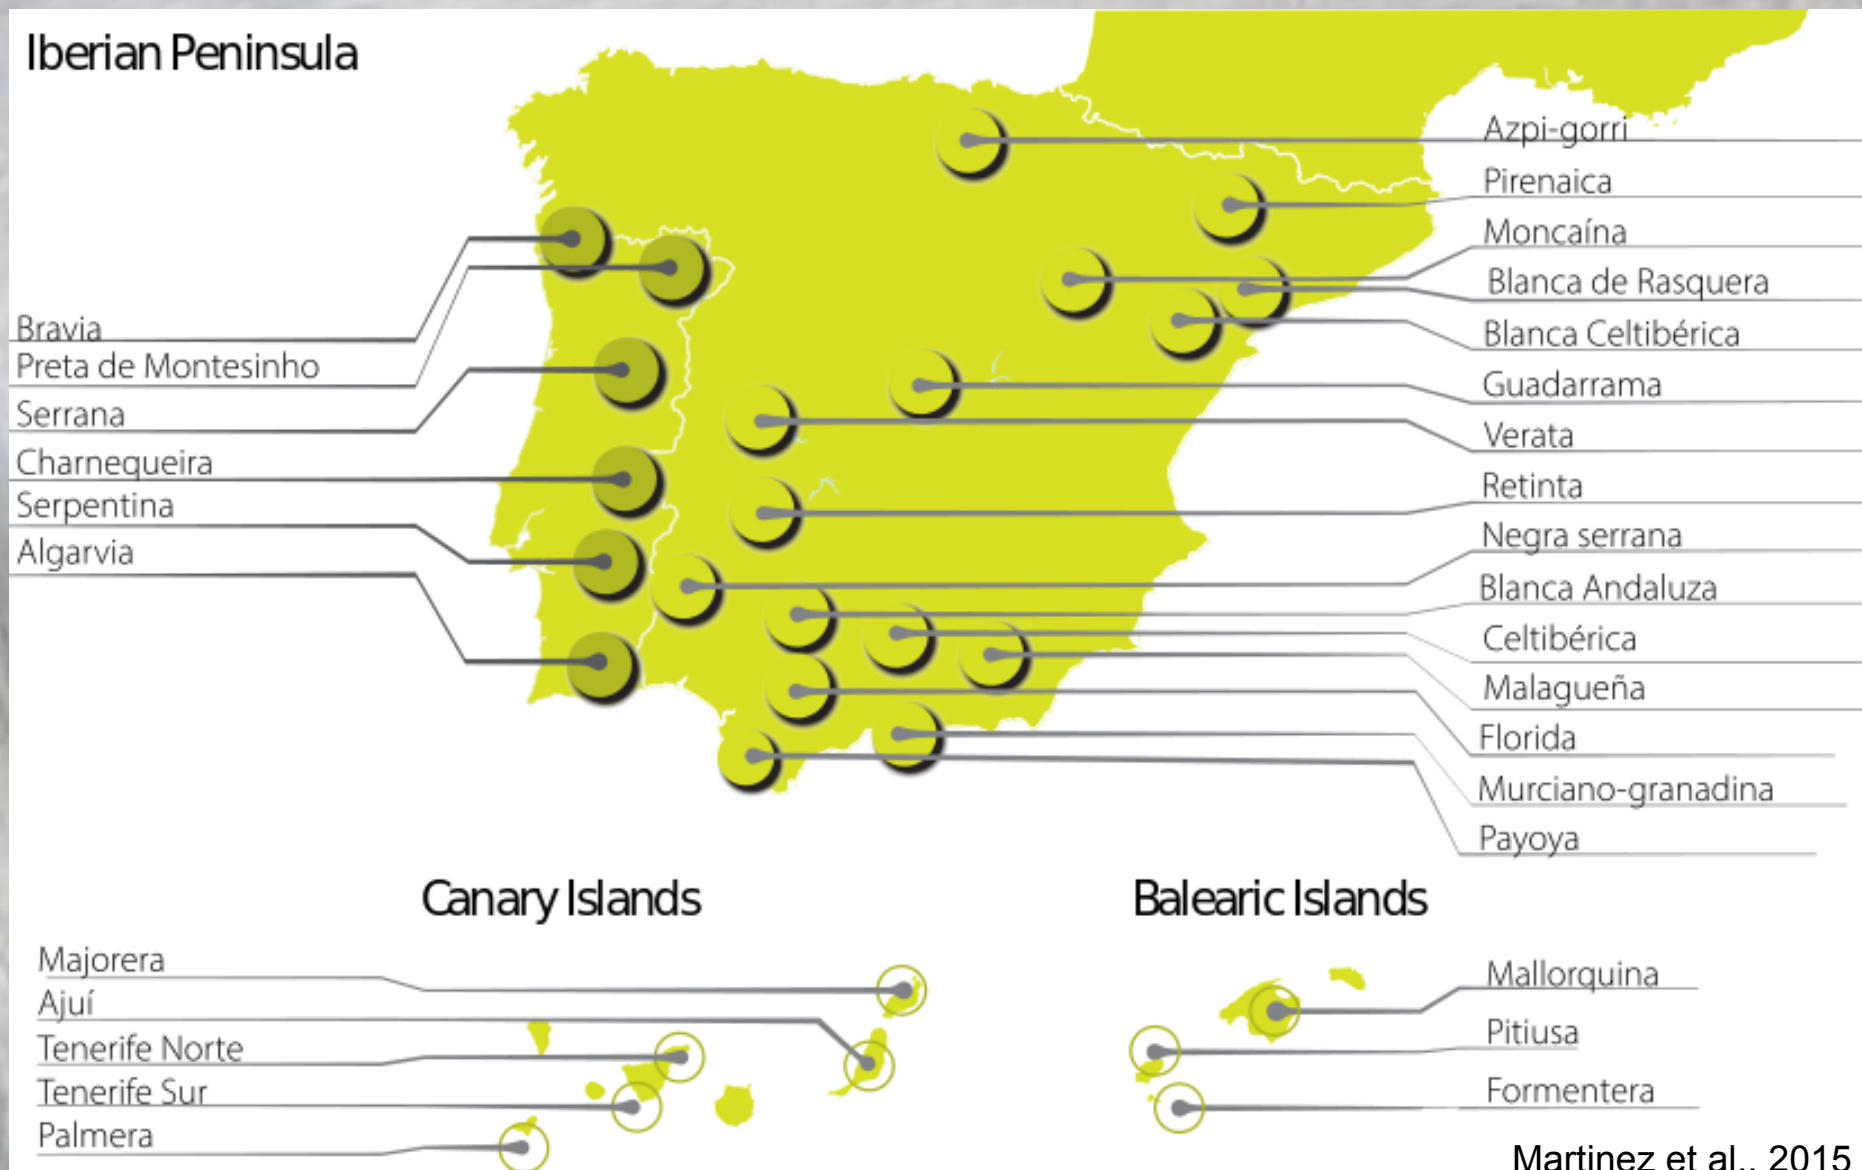 Iberian Peninsula
Azpi-gorri
Pirenaica
Moncaína
Blanca de Rasquera
Blanca Celtibérica
Guadarrama
Verata
Retinta
Negra serrana
Blanca Andaluza
Celtibérica
Malagueña
Florida
Murciano-granadina
Payoya
Bravia
Preta de Montesinho
Serrana
Charnequeira
Serpentina
Algarvia
Canary Islands
Majorera
Ajuí
Tenerife Norte
Tenerife Sur
Palmera
Balearic Islands
Mallorquina
Pitiusa
Formentera
Martinez et al., 2015